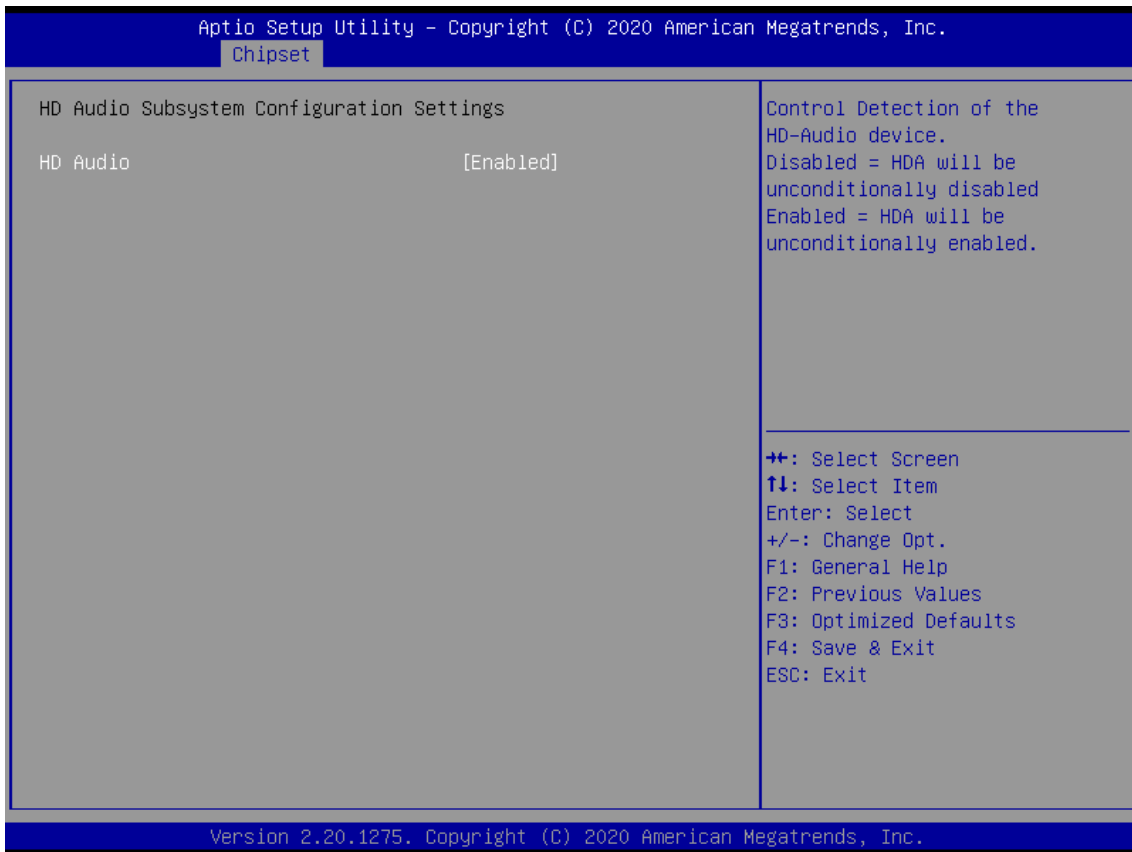 Aptio Setup Utility – Copyright (C) 2020 American Megatrends, Inc.
Chipset
HD Audio Subsystem Configuration Settings
HD Audio [Enabled]
Control Detection of the
HD-Audio device.
Disabled = HDA will be
unconditionally disabled
Enabled = HDA will be
unconditionally enabled.
→←: Select Screen
↑↓: Select Item
Enter: Select
+/-: Change Opt.
F1: General Help
F2: Previous Values
F3: Optimized Defaults
F4: Save & Exit
ESC: Exit
Version 2.20.1275. Copyright (C) 2020 American Megatrends, Inc.